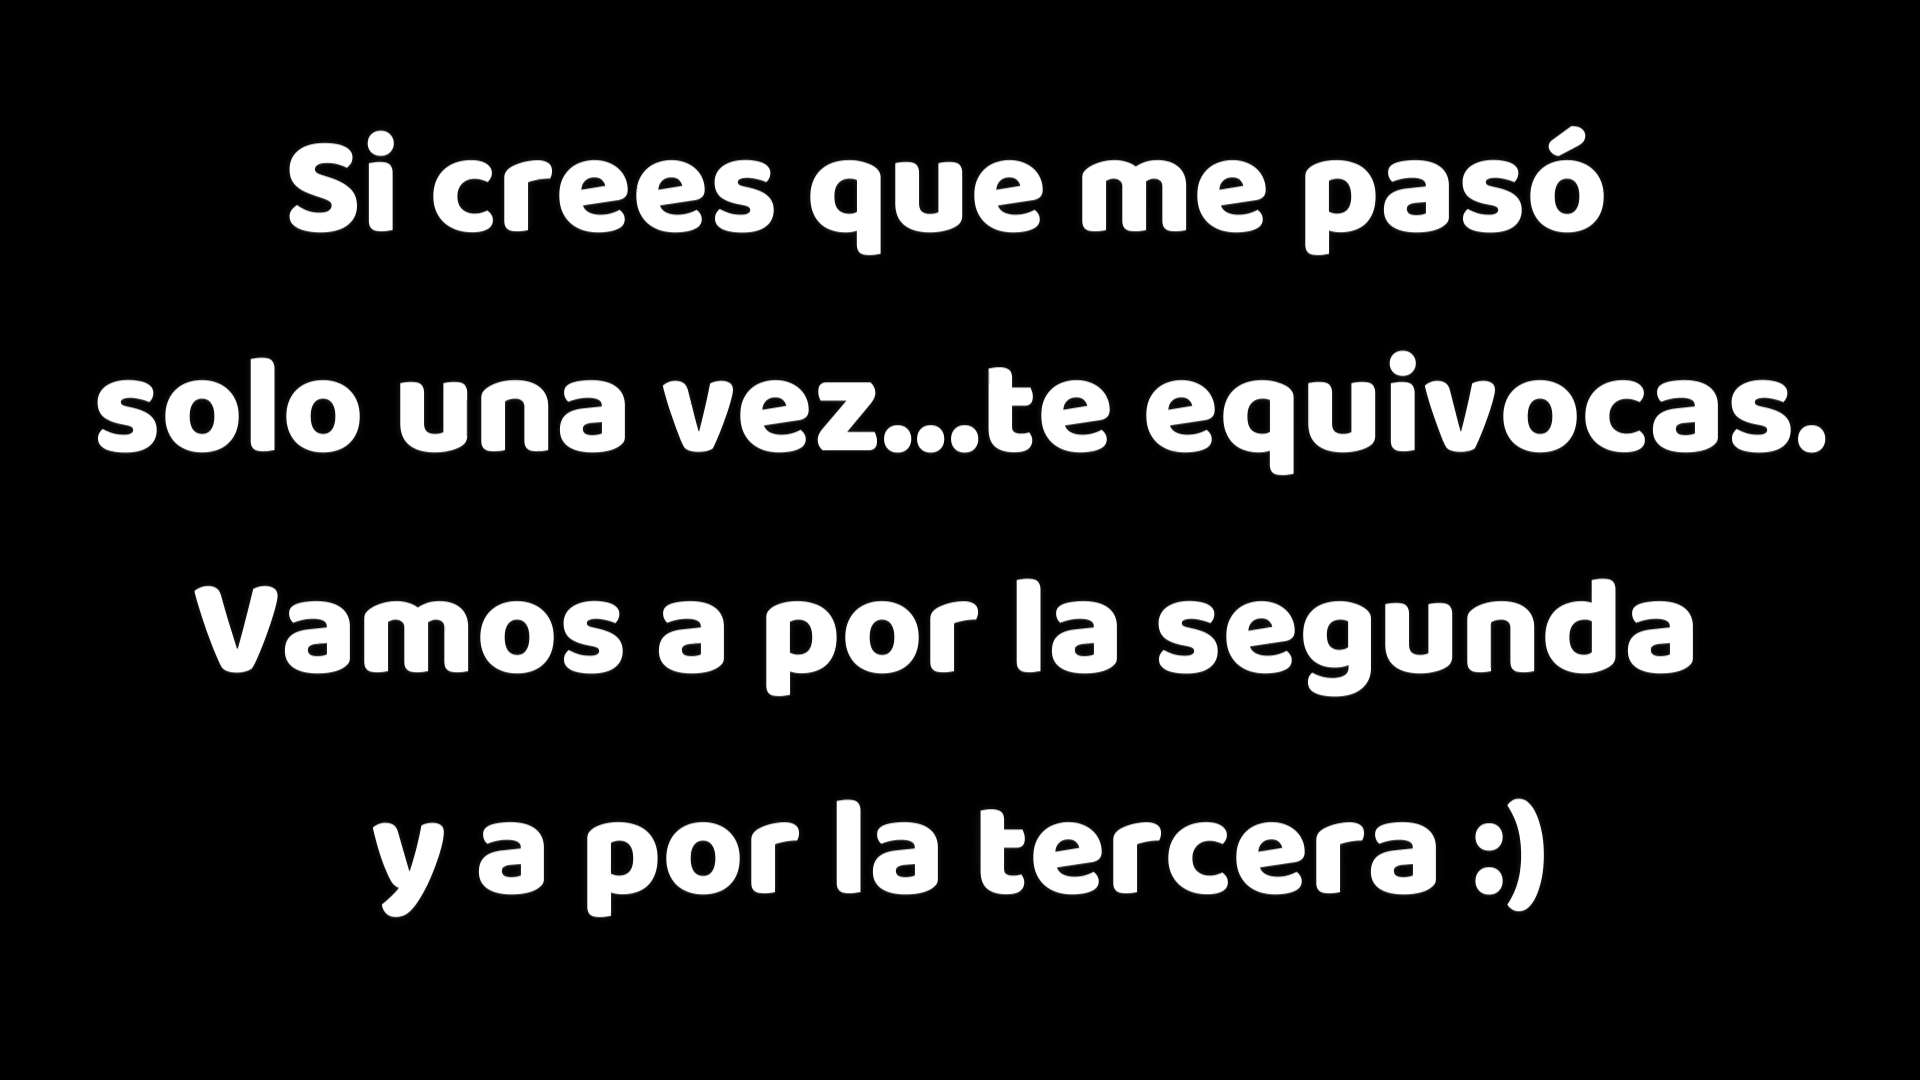 Si crees que me pasó
solo una vez...te equivocas.
Vamos a por la segunda
y a por la tercera :)